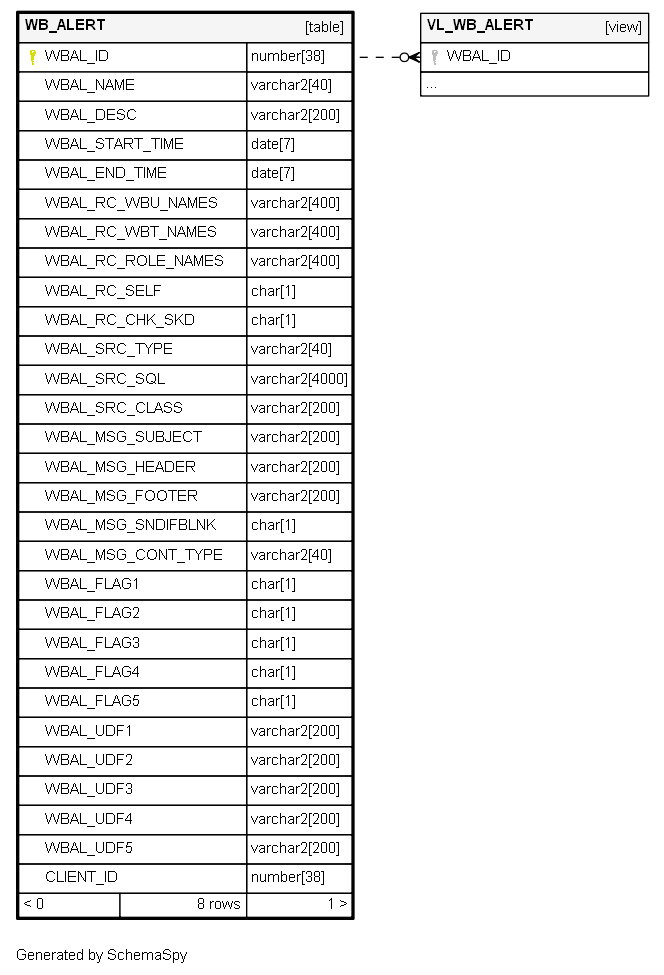 WB_ALERT [table]
WBAL_ID number[38]
WBAL_NAME varchar2[40]
WBAL_DESC varchar2[200]
WBAL_START_TIME date[7]
WBAL_END_TIME date[7]
WBAL_RC_WBU_NAMES varchar2[400]
WBAL_RC_WBT_NAMES varchar2[400]
WBAL_RC_ROLE_NAMES varchar2[400]
WBAL_RC_SELF char[1]
WBAL_RC_CHK_SKD char[1]
WBAL_SRC_TYPE varchar2[40]
WBAL_SRC_SQL varchar2[4000]
WBAL_SRC_CLASS varchar2[200]
WBAL_MSG_SUBJECT varchar2[200]
WBAL_MSG_HEADER varchar2[200]
WBAL_MSG_FOOTER varchar2[200]
WBAL_MSG_SNDIFBLNK char[1]
WBAL_MSG_CONT_TYPE varchar2[40]
WBAL_FLAG1 char[1]
WBAL_FLAG2 char[1]
WBAL_FLAG3 char[1]
WBAL_FLAG4 char[1]
WBAL_FLAG5 char[1]
WBAL_UDF1 varchar2[200]
WBAL_UDF2 varchar2[200]
WBAL_UDF3 varchar2[200]
WBAL_UDF4 varchar2[200]
WBAL_UDF5 varchar2[200]
CLIENT_ID number[38]
< 0 8 rows 1 >
VL_WB_ALERT [view]
WBAL_ID
...
Generated by SchemaSpy